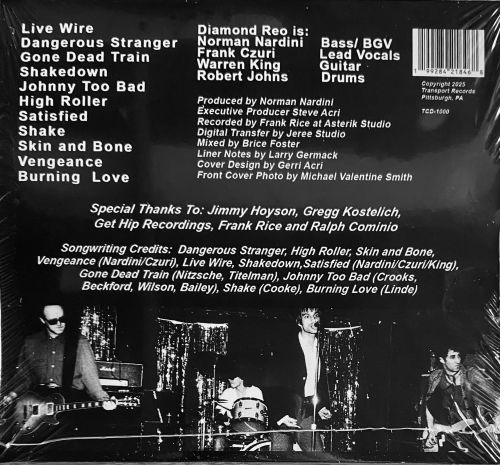 Live Wire
Dangerous Stranger
Gone Dead Train
Shakedown
Johnny Too Bad
High Roller
Satisfied
Shake
Skin and Bone
Vengeance
Burning Love
Diamond Reo is:
Norman Nardini Bass/ BGV
Frank Czuri Lead Vocals
Warren King Guitar
Robert Johns Drums
Produced by Norman Nardini
Executive Producer Steve Acri
Recorded by Frank Rice at Asterik Studio
Digital Transfer by Jeree Studio
Mixed by Brice Foster
Liner Notes by Larry Germack
Cover Design by Gerri Acri
Front Cover Photo by Michael Valentine Smith
1 99284 21846 8
Copyright 2025
Transport Records
Pittsburgh, PA
TCD-1000
Special Thanks To: Jimmy Hoyson, Gregg Kostelich,
Get Hip Recordings, Frank Rice and Ralph Cominio
Songwriting Credits: Dangerous Stranger, High Roller, Skin and Bone,
Vengeance (Nardini/Czuri), Live Wire, Shakedown,Satisfied (Nardini/Czuri/King),
Gone Dead Train (Nitzsche, Titelman), Johnny Too Bad (Crooks,
Beckford, Wilson, Bailey), Shake (Cooke), Burning Love (Linde)